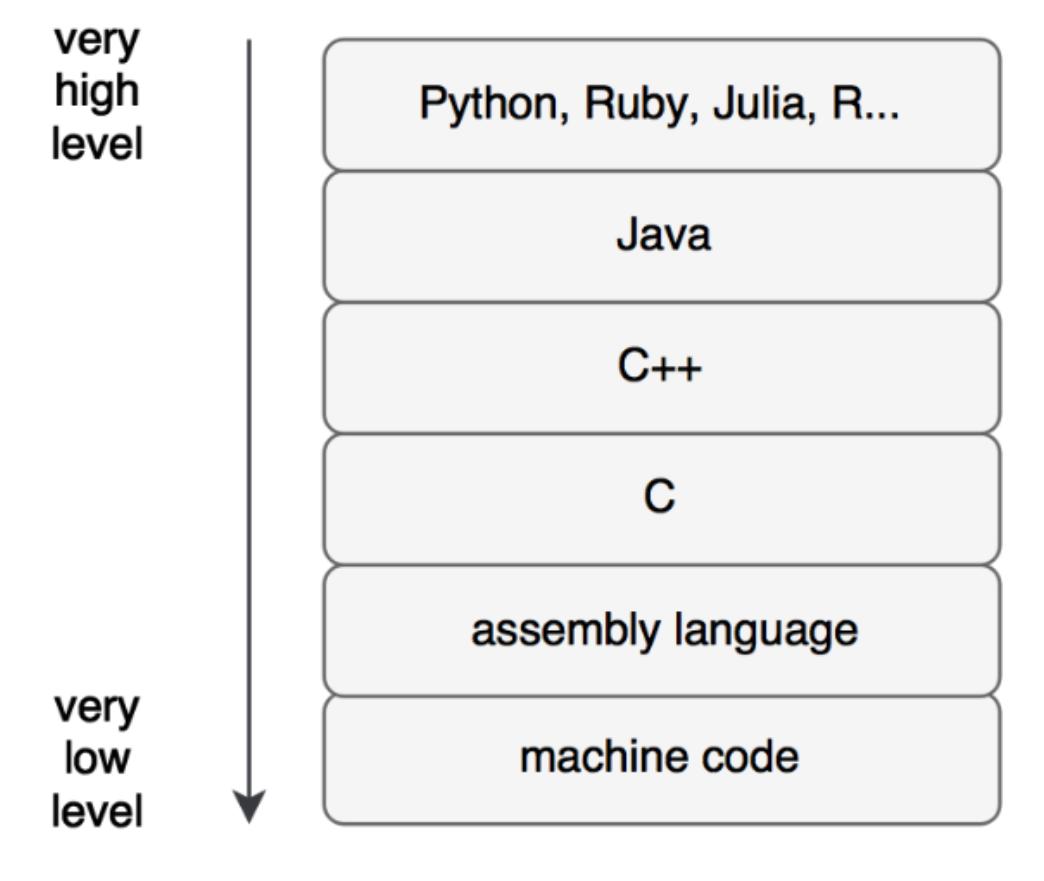 very
high
level
Python, Ruby, Julia, R...
Java
C++
C
assembly language
very
low
level
machine code